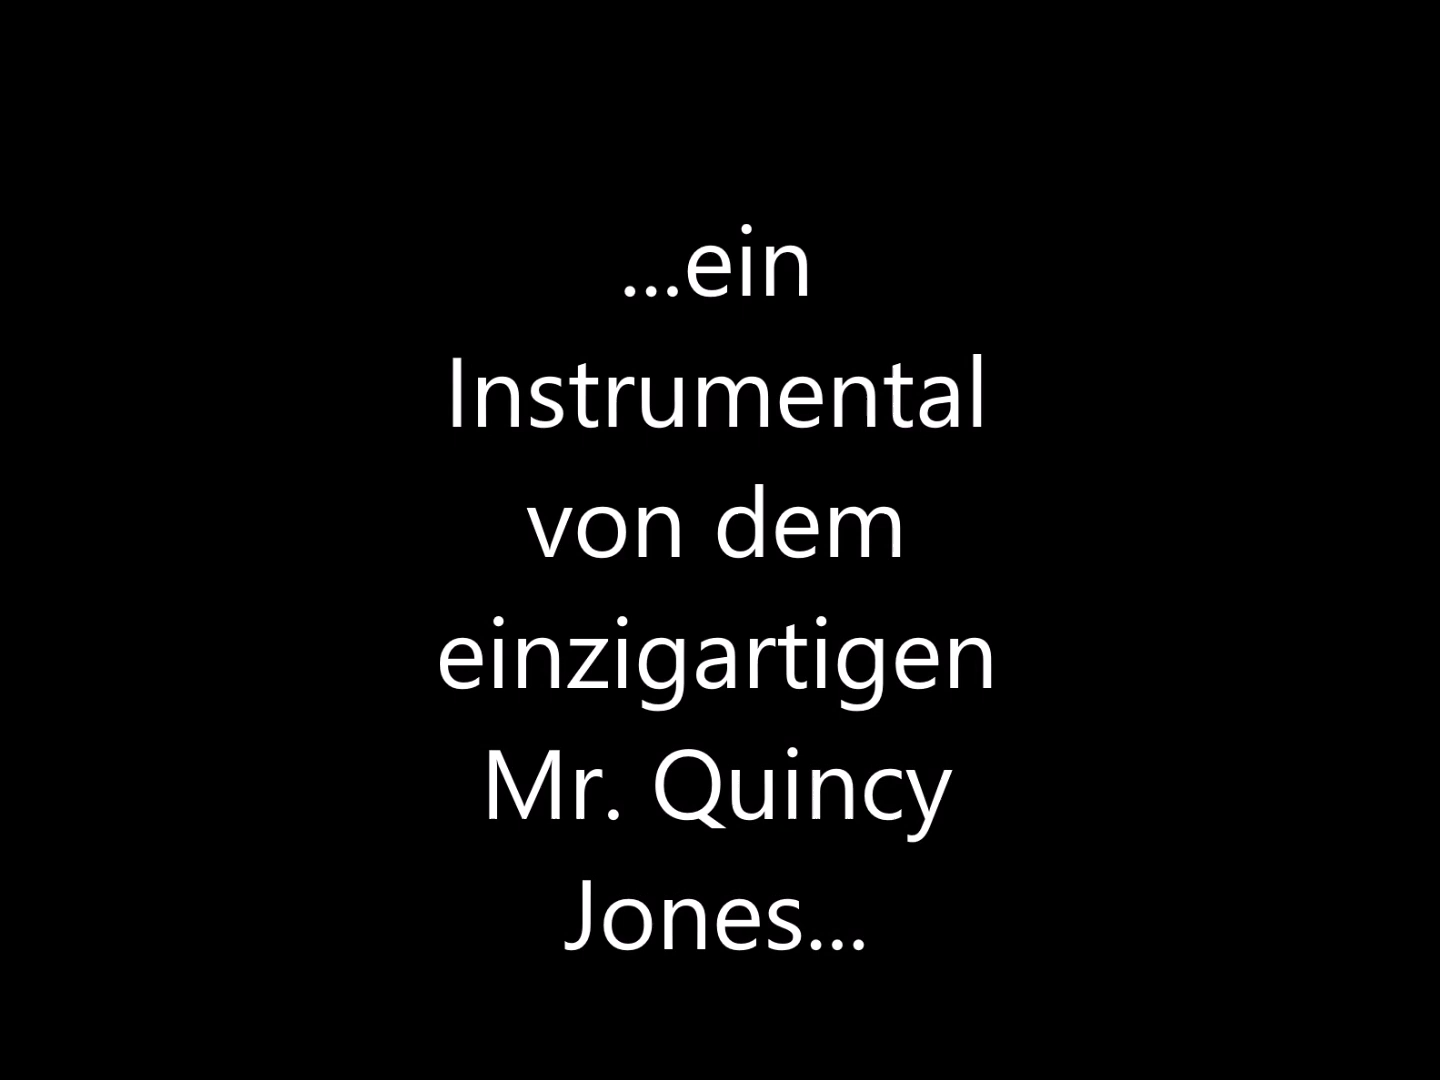 ...ein
Instrumental
von dem
einzigartigen
Mr. Quincy
Jones...